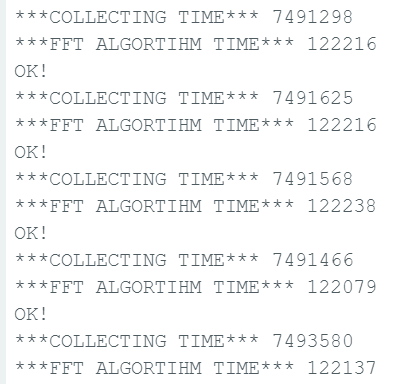 ***COLLECTING TIME*** 7491298
***FFT ALGORTIHM TIME*** 122216
OK!
***COLLECTING TIME*** 7491625
***FFT ALGORTIHM TIME*** 122216
OK!
***COLLECTING TIME*** 7491568
***FFT ALGORTIHM TIME*** 122238
OK!
***COLLECTING TIME*** 7491466
***FFT ALGORTIHM TIME*** 122079
OK!
***COLLECTING TIME*** 7493580
***FFT ALGORTIHM TIME*** 122137